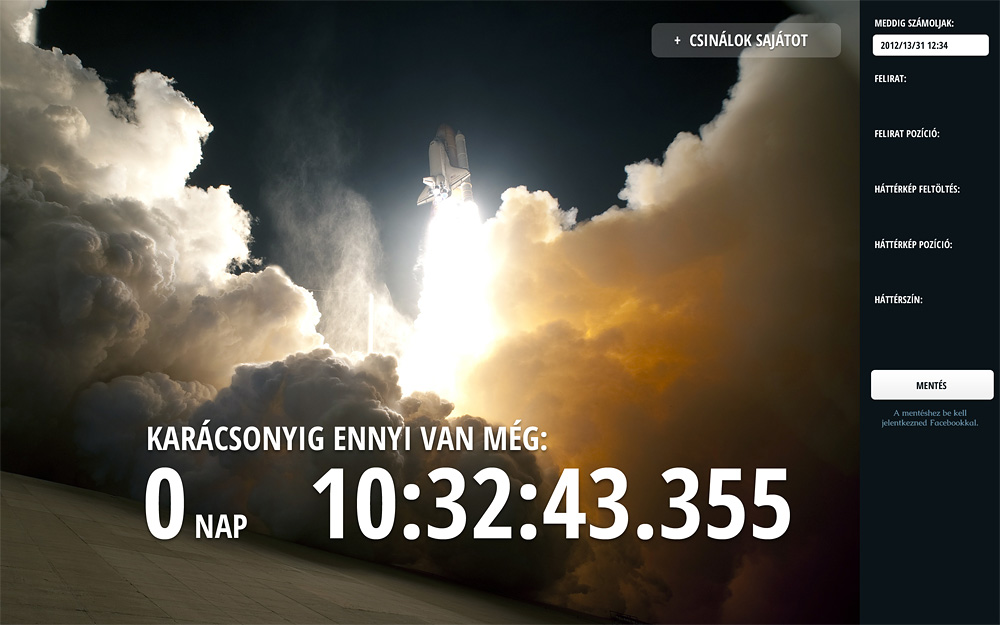 + CSINÁLOK SAJÁTOT
KARÁCSONYIG ENNYI VAN MÉG:
0 NAP 10:32:43.355
MEDDIG SZÁMOLJAK:
2012/13/31 12:34
FELIRAT:
FELIRAT POZÍCIÓ:
HÁTTÉRKÉP FELTÖLTÉS:
HÁTTÉRKÉP POZÍCIÓ:
HÁTTÉRSZÍN:
MENTÉS
A mentéshez be kell
jelentkezned Facebookkal.